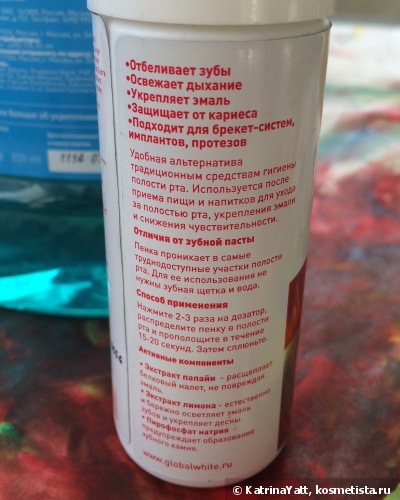 •Отбеливает зубы
•Освежает дыхание
•Укрепляет эмаль
•Защищает от кариеса
•Подходит для брекет-систем,
имплантов, протезов
Удобная альтернатива
традиционным средствам гигиены
полости рта. Используется после
приема пищи и напитков для ухода
за полостью рта, укрепления эмали
и снижения чувствительности.
Отличия от зубной пасты
Пенка проникает в самые
труднодоступные участки полости
рта. Для ее использования не
нужны зубная щетка и вода.
Способ применения
Нажмите 2-3 раза на дозатор,
распределите пенку в полости
рта и прополощите в течение
15-20 секунд. Затем сплюньте.
Активные компоненты
• Экстракт папайи - расщепляет
белковый налет, не повреждая
эмаль.
• Экстракт лимона - естественно
и бережно осветляет эмаль
зубов и укрепляет десны.
• Пирофосфат натрия -
предупреждает образование
зубного камня.
www.globalwhite.ru
© KatrinaYatt, kosmetista.ru